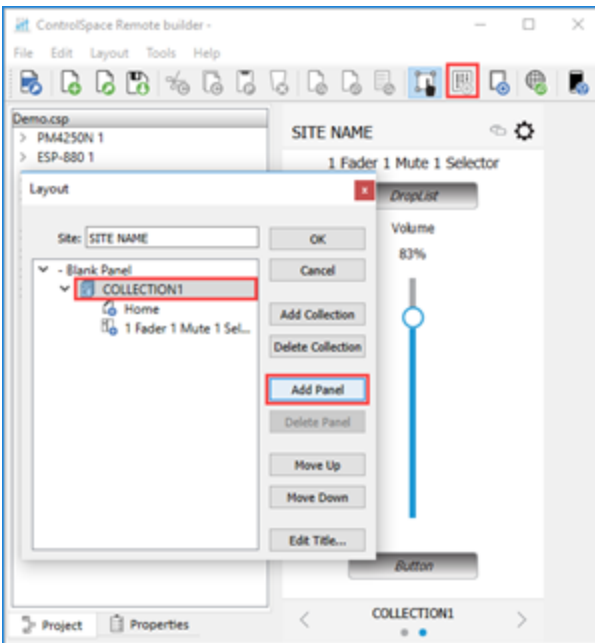 ControlSpace Remote builder -
File Edit Layout Tools Help
Demo.csp
PM4250N 1
ESP-880 1
SITE NAME
1 Fader 1 Mute 1 Selector
DropList
Volume
83%
Button
COLLECTION1
Layout
Site: SITE NAME
- Blank Panel
COLLECTION1
Home
1 Fader 1 Mute 1 Sel...
OK
Cancel
Add Collection
Delete Collection
Add Panel
Delete Panel
Move Up
Move Down
Edit Title...
Project Properties